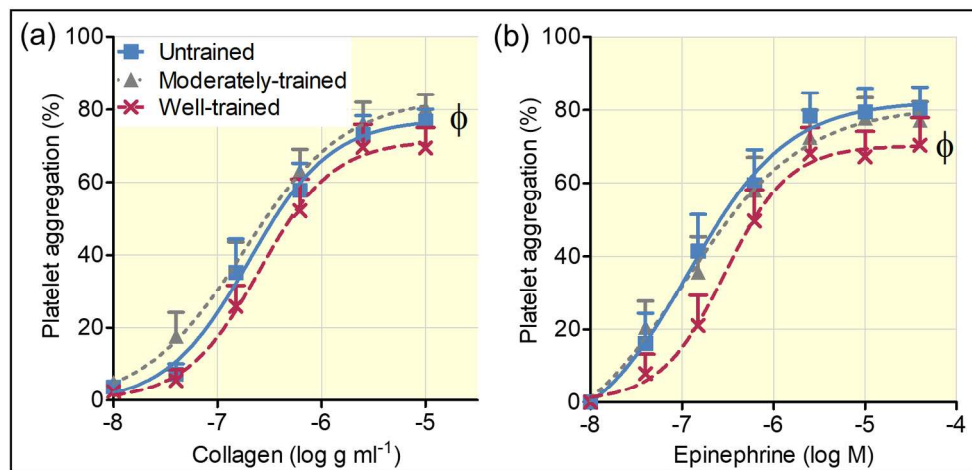 (a)
100
80
60
40
20
0
Platelet aggregation (%)
Untrained
Moderately-trained
Well-trained
ϕ
-8
-7
-6
-5
Collagen (log g ml⁻¹)
(b)
100
80
60
40
20
0
Platelet aggregation (%)
ϕ
-8
-7
-6
-5
-4
Epinephrine (log M)